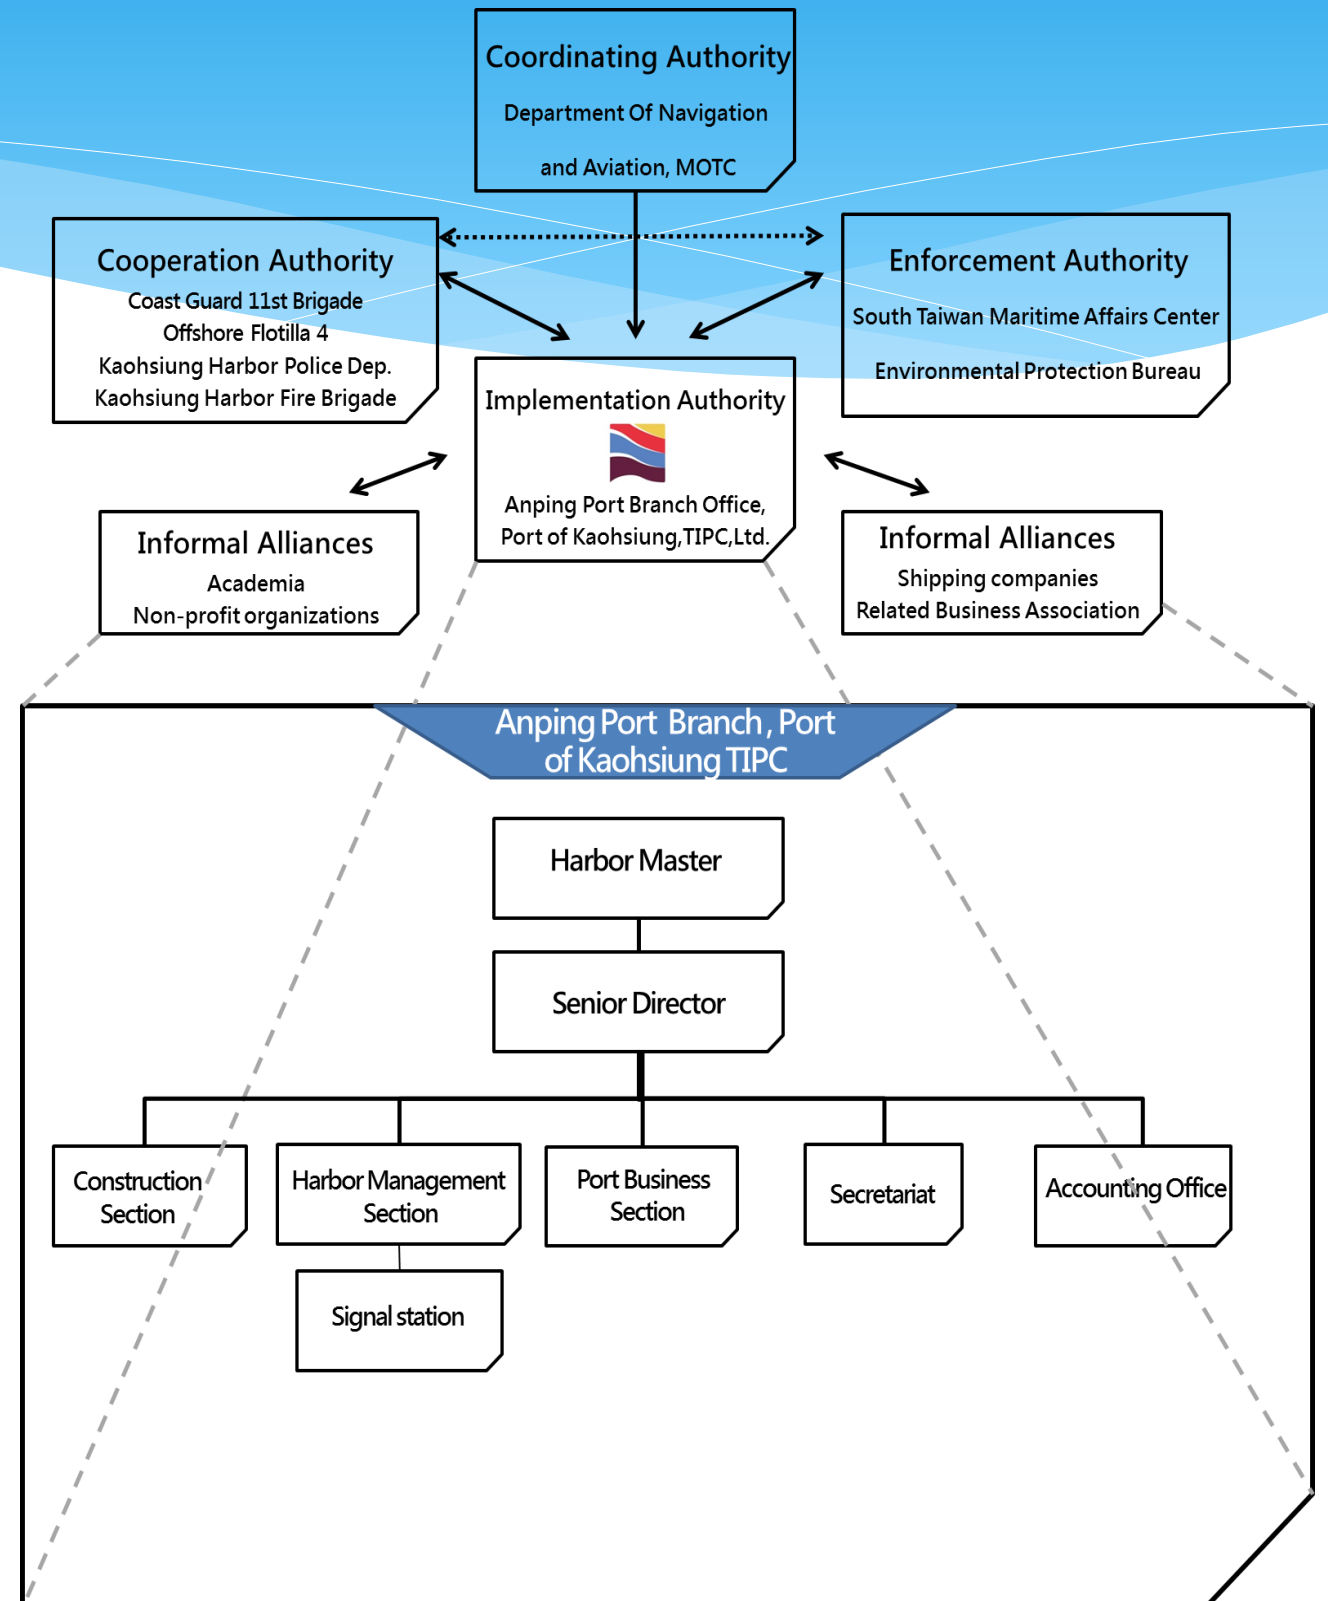 Coordinating Authority
Department Of Navigation
and Aviation, MOTC
Cooperation Authority
Coast Guard 11st Brigade
Offshore Flotilla 4
Kaohsiung Harbor Police Dep.
Kaohsiung Harbor Fire Brigade
Enforcement Authority
South Taiwan Maritime Affairs Center
Environmental Protection Bureau
Implementation Authority
Anping Port Branch Office,
Port of Kaohsiung,TIPC,Ltd.
Informal Alliances
Academia
Non-profit organizations
Informal Alliances
Shipping companies
Related Business Association
Anping Port Branch, Port
of Kaohsiung TIPC
Harbor Master
Senior Director
Construction
Section
Harbor Management
Section
Port Business
Section
Secretariat
Accounting Office
Signal station